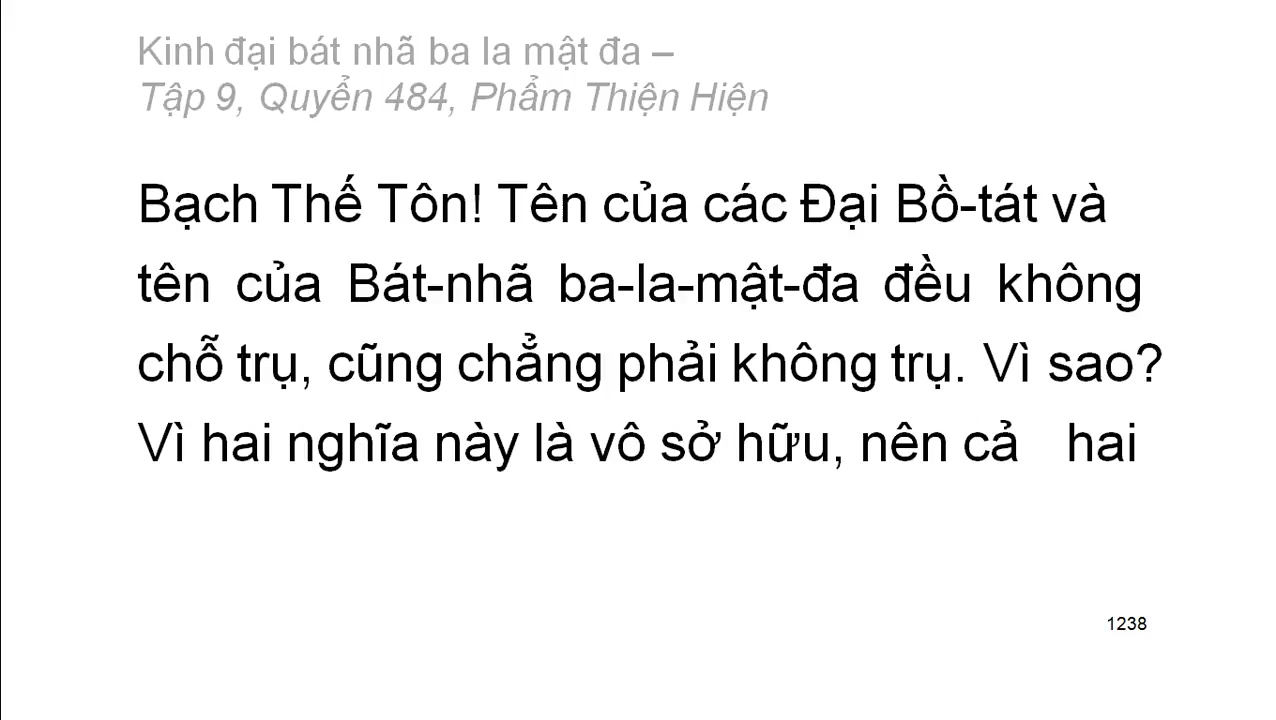 Kinh đại bát nhã ba la mật đa –
Tập 9, Quyển 484, Phẩm Thiện Hiện
Bạch Thế Tôn! Tên của các Đại Bồ-tát và
tên của Bát-nhã ba-la-mật-đa đều không
chỗ trụ, cũng chẳng phải không trụ. Vì sao?
Vì hai nghĩa này là vô sở hữu, nên cả hai
1238